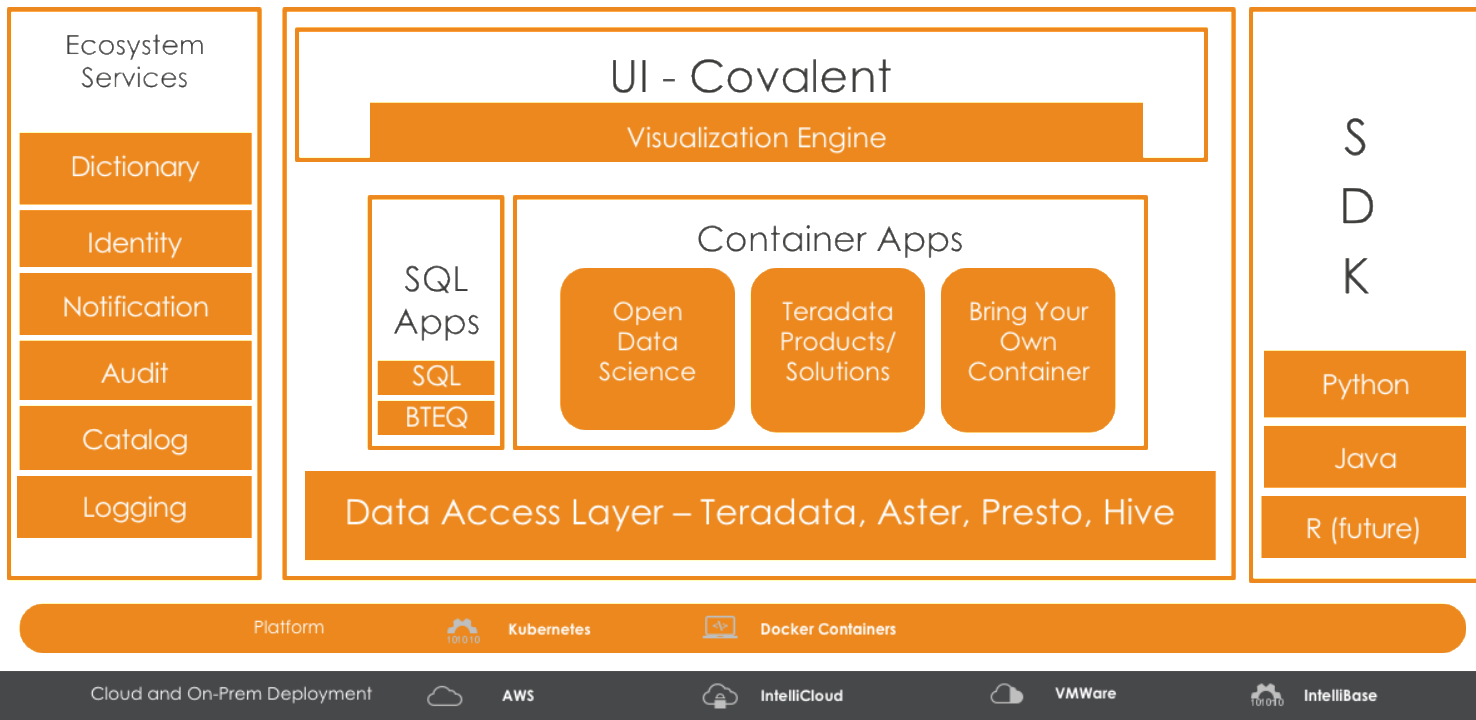 Ecosystem
Services
Dictionary
Identity
Notification
Audit
Catalog
Logging
UI - Covalent
Visualization Engine
SQL
Apps
SQL
BTEQ
Container Apps
Open
Data
Science
Teradata
Products/
Solutions
Bring Your
Own
Container
Data Access Layer – Teradata, Aster, Presto, Hive
S
D
K
Python
Java
R (future)
Platform
101010
Kubernetes
Docker Containers
Cloud and On-Prem Deployment
AWS
IntelliCloud
VMWare
101010
IntelliBase